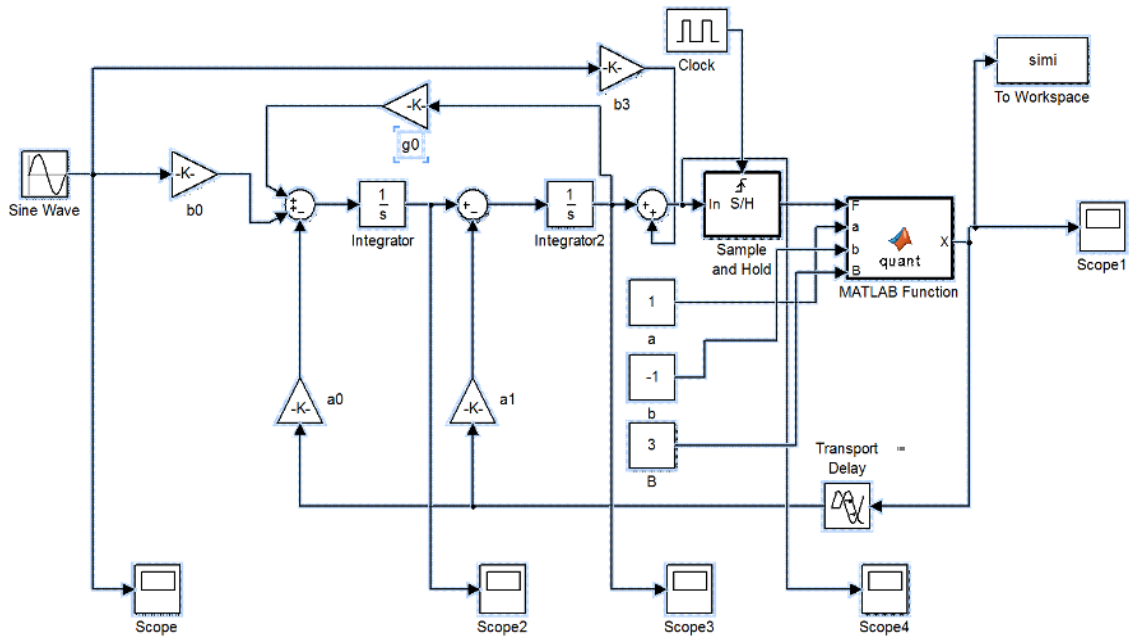 Clock
simi
To Workspace
-K-
b3
-K-
g0
Sine Wave
-K-
b0
+
+
−
1
s
Integrator
+
−
1
s
Integrator2
+
+
In
S/H
Sample
and Hold
F
a
b
B
X
quant
MATLAB Function
Scope1
1
a
-1
b
3
B
-K-
a0
-K-
a1
Transport
Delay
Scope
Scope2
Scope3
Scope4